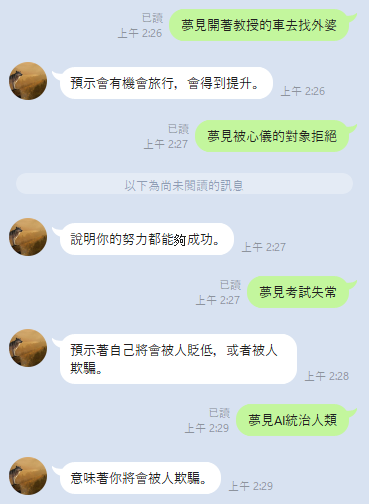 已讀
上午 2:26
夢見開著教授的車去找外婆
預示會有機會旅行，會得到提升。
上午 2:26
已讀
上午 2:27
夢見被心儀的對象拒絕
以下為尚未閱讀的訊息
說明你的努力都能夠成功。
上午 2:27
已讀
上午 2:27
夢見考試失常
預示著自己將會被人貶低，或者被人
欺騙。
上午 2:28
已讀
上午 2:29
夢見AI統治人類
意味著你將會被人欺騙。
上午 2:29